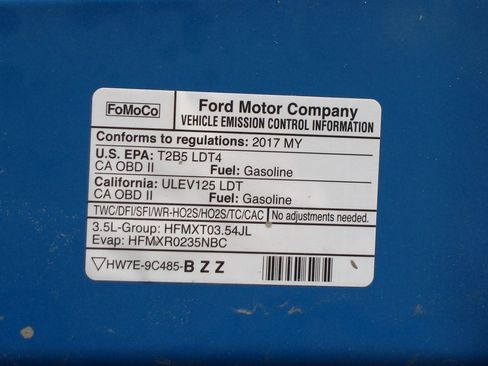 FoMoCo
Ford Motor Company
VEHICLE EMISSION CONTROL INFORMATION
Conforms to regulations: 2017 MY
U.S. EPA: T2B5 LDT4
CA OBD II Fuel: Gasoline
California: ULEV125 LDT
CA OBD II Fuel: Gasoline
TWC/DFI/SFI/WR-HO2S/HO2S/TC/CAC No adjustments needed.
3.5L-Group: HFMXT03.54JL
Evap: HFMXR0235NBC
HW7E-9C485-BZZ